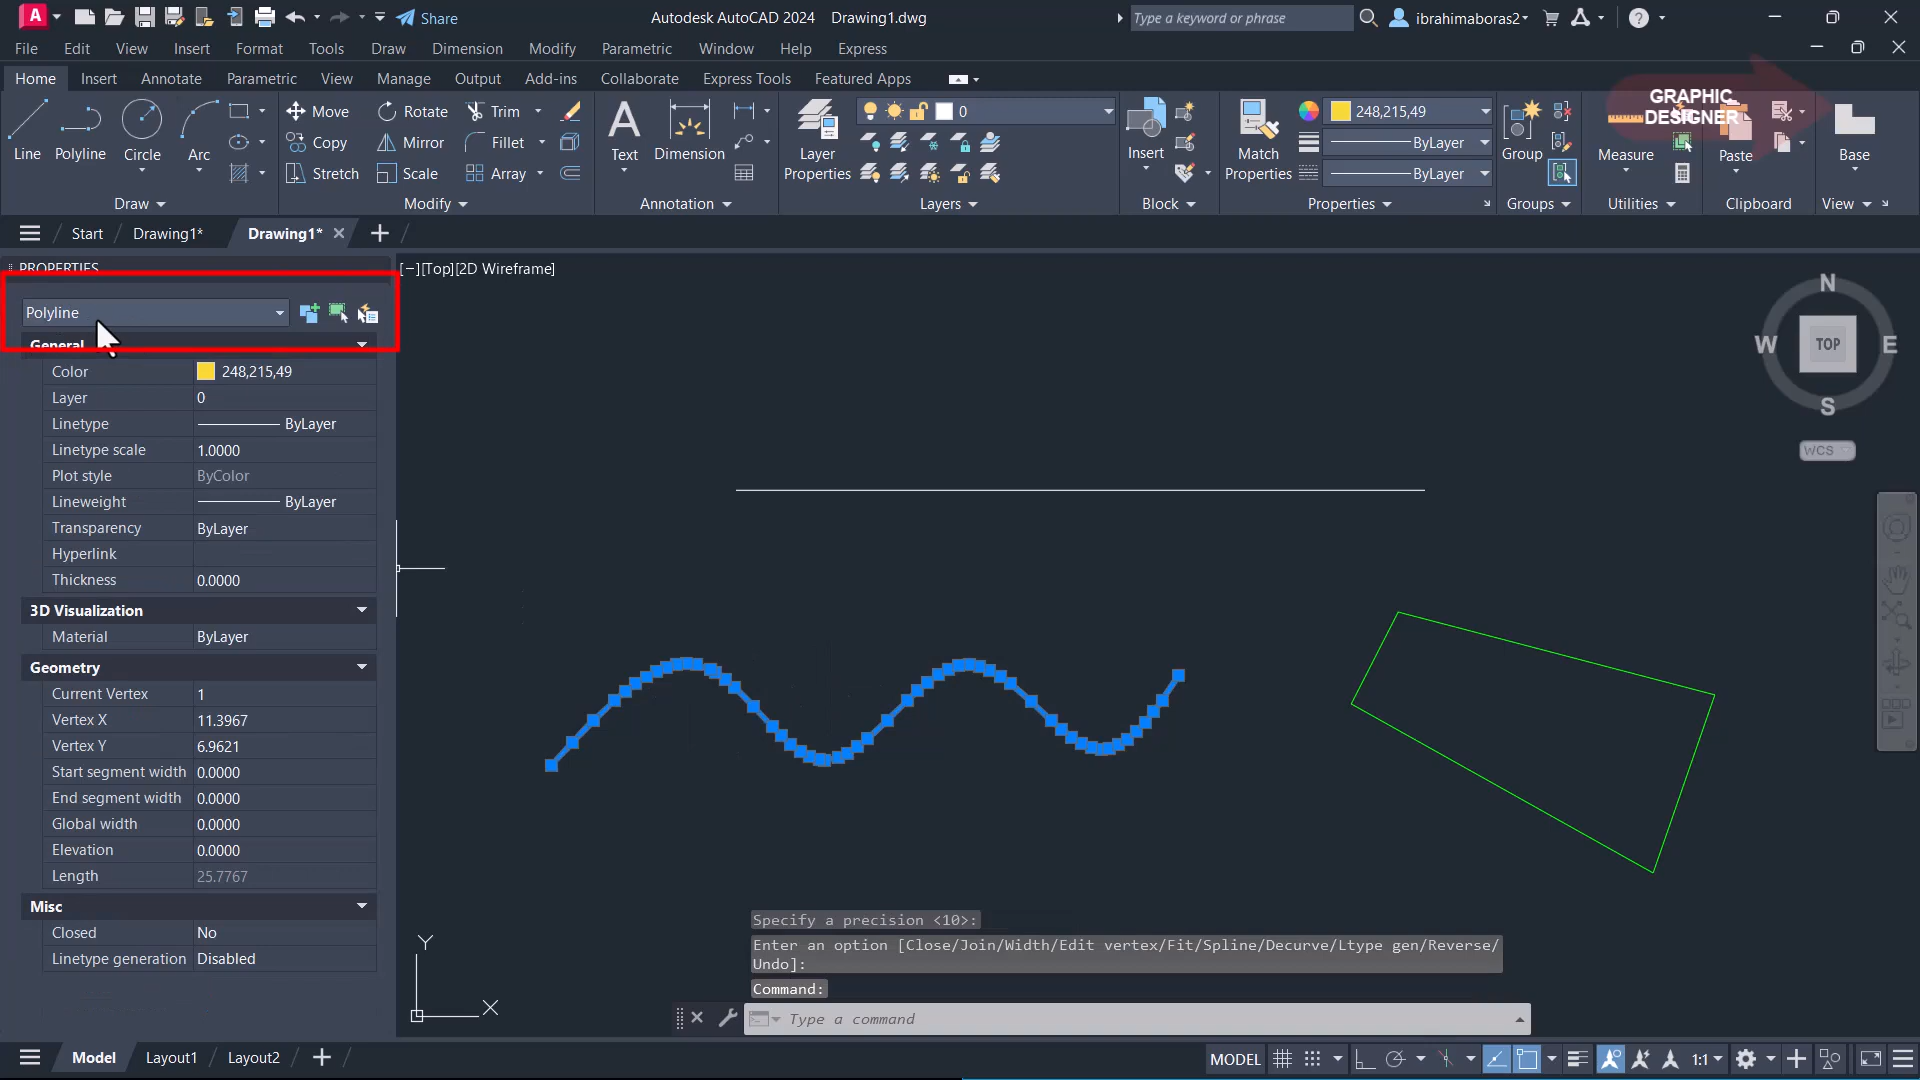 Share
Autodesk AutoCAD 2024 Drawing1.dwg
Type a keyword or phrase
ibrahimaboras2
File Edit View Insert Format Tools Draw Dimension Modify Parametric Window Help Express
Home Insert Annotate Parametric View Manage Output Add-ins Collaborate Express Tools Featured Apps
Line Polyline Circle Arc
Move Rotate Trim
Copy Mirror Fillet
Stretch Scale Array
Text Dimension
Layer Properties
0
Insert
Match Properties
248,215,49
ByLayer
ByLayer
Group
Measure
Paste
Base
GRAPHIC
DESIGNER
Draw Modify Annotation Layers Block Properties Groups Utilities Clipboard View
Start Drawing1* Drawing1*
PROPERTIES
[−][Top][2D Wireframe]
Polyline
General
Color 248,215,49
Layer 0
Linetype ByLayer
Linetype scale 1.0000
Plot style ByColor
Lineweight ByLayer
Transparency ByLayer
Hyperlink
Thickness 0.0000
3D Visualization
Material ByLayer
Geometry
Current Vertex 1
Vertex X 11.3967
Vertex Y 6.9621
Start segment width 0.0000
End segment width 0.0000
Global width 0.0000
Elevation 0.0000
Length 25.7767
Misc
Closed No
Linetype generation Disabled
N
W TOP E
S
WCS
Y
X
Specify a precision <10>:
Enter an option [Close/Join/Width/Edit vertex/Fit/Spline/Decurve/Ltype gen/Reverse/
Undo]:
Command:
Type a command
Model Layout1 Layout2
MODEL 1:1